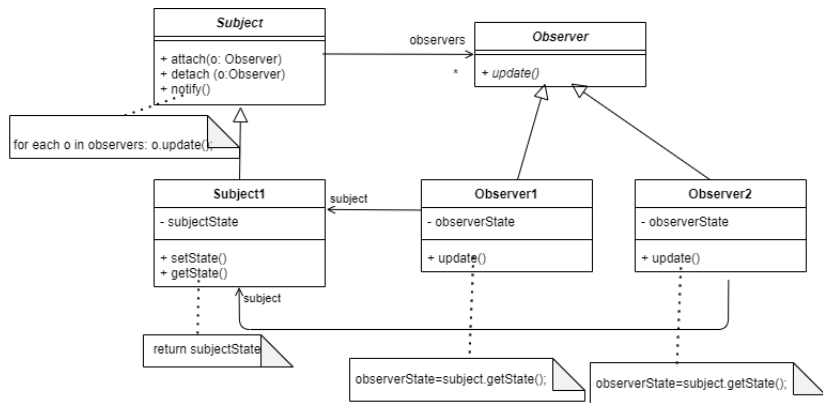 Subject
+ attach(o: Observer)
+ detach (o:Observer)
+ notify()
observers
*
Observer
+ update()
for each o in observers: o.update();
Subject1
- subjectState
+ setState()
+ getState()
subject
Observer1
- observerState
+ update()
Observer2
- observerState
+ update()
subject
return subjectState
observerState=subject.getState();
observerState=subject.getState();